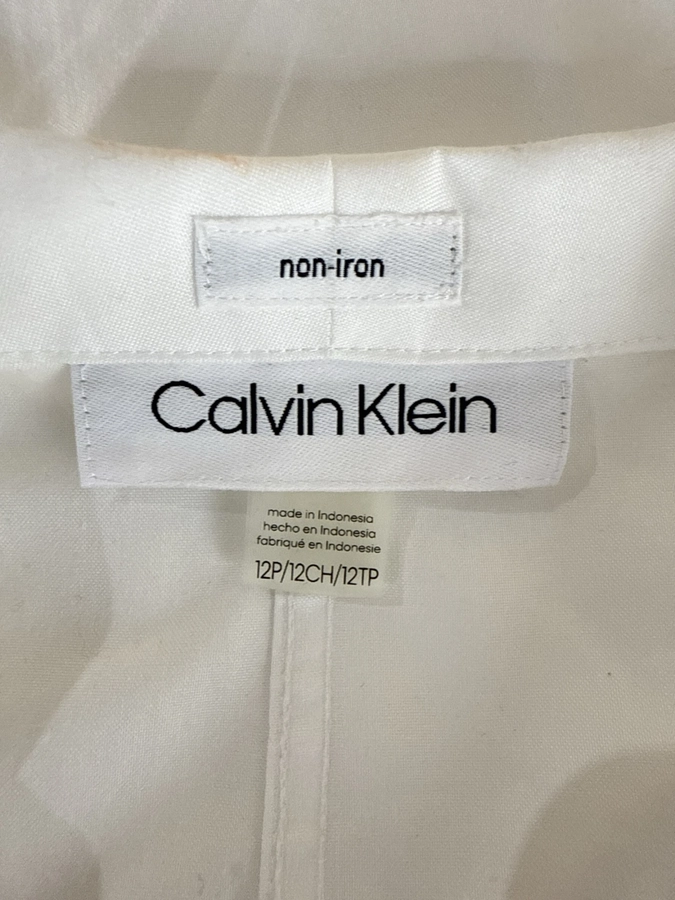 non-iron
Calvin Klein
made in Indonesia
hecho en Indonesia
fabriqué en Indonesie
12P/12CH/12TP